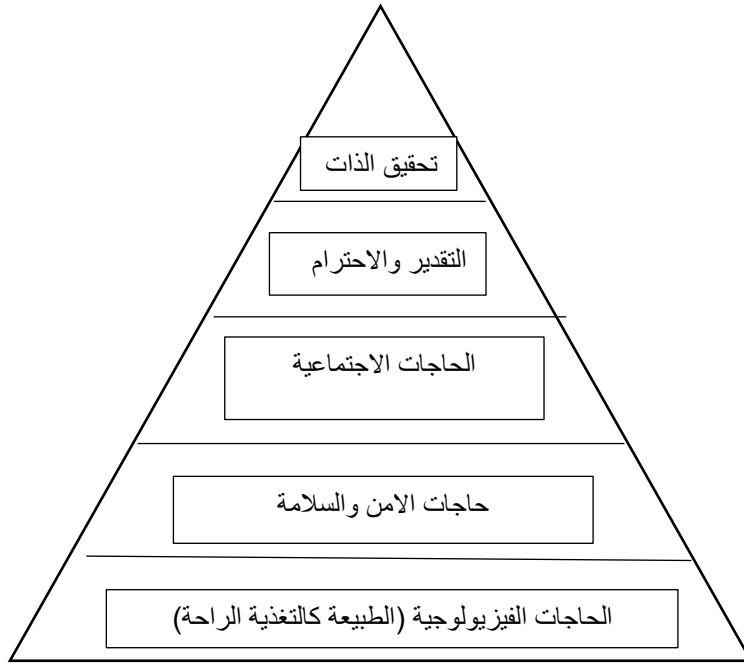 تحقيق الذات
التقدير والاحترام
الحاجات الاجتماعية
حاجات الامن والسلامة
الحاجات الفيزيولوجية (الطبيعة كالتغذية الراحة)